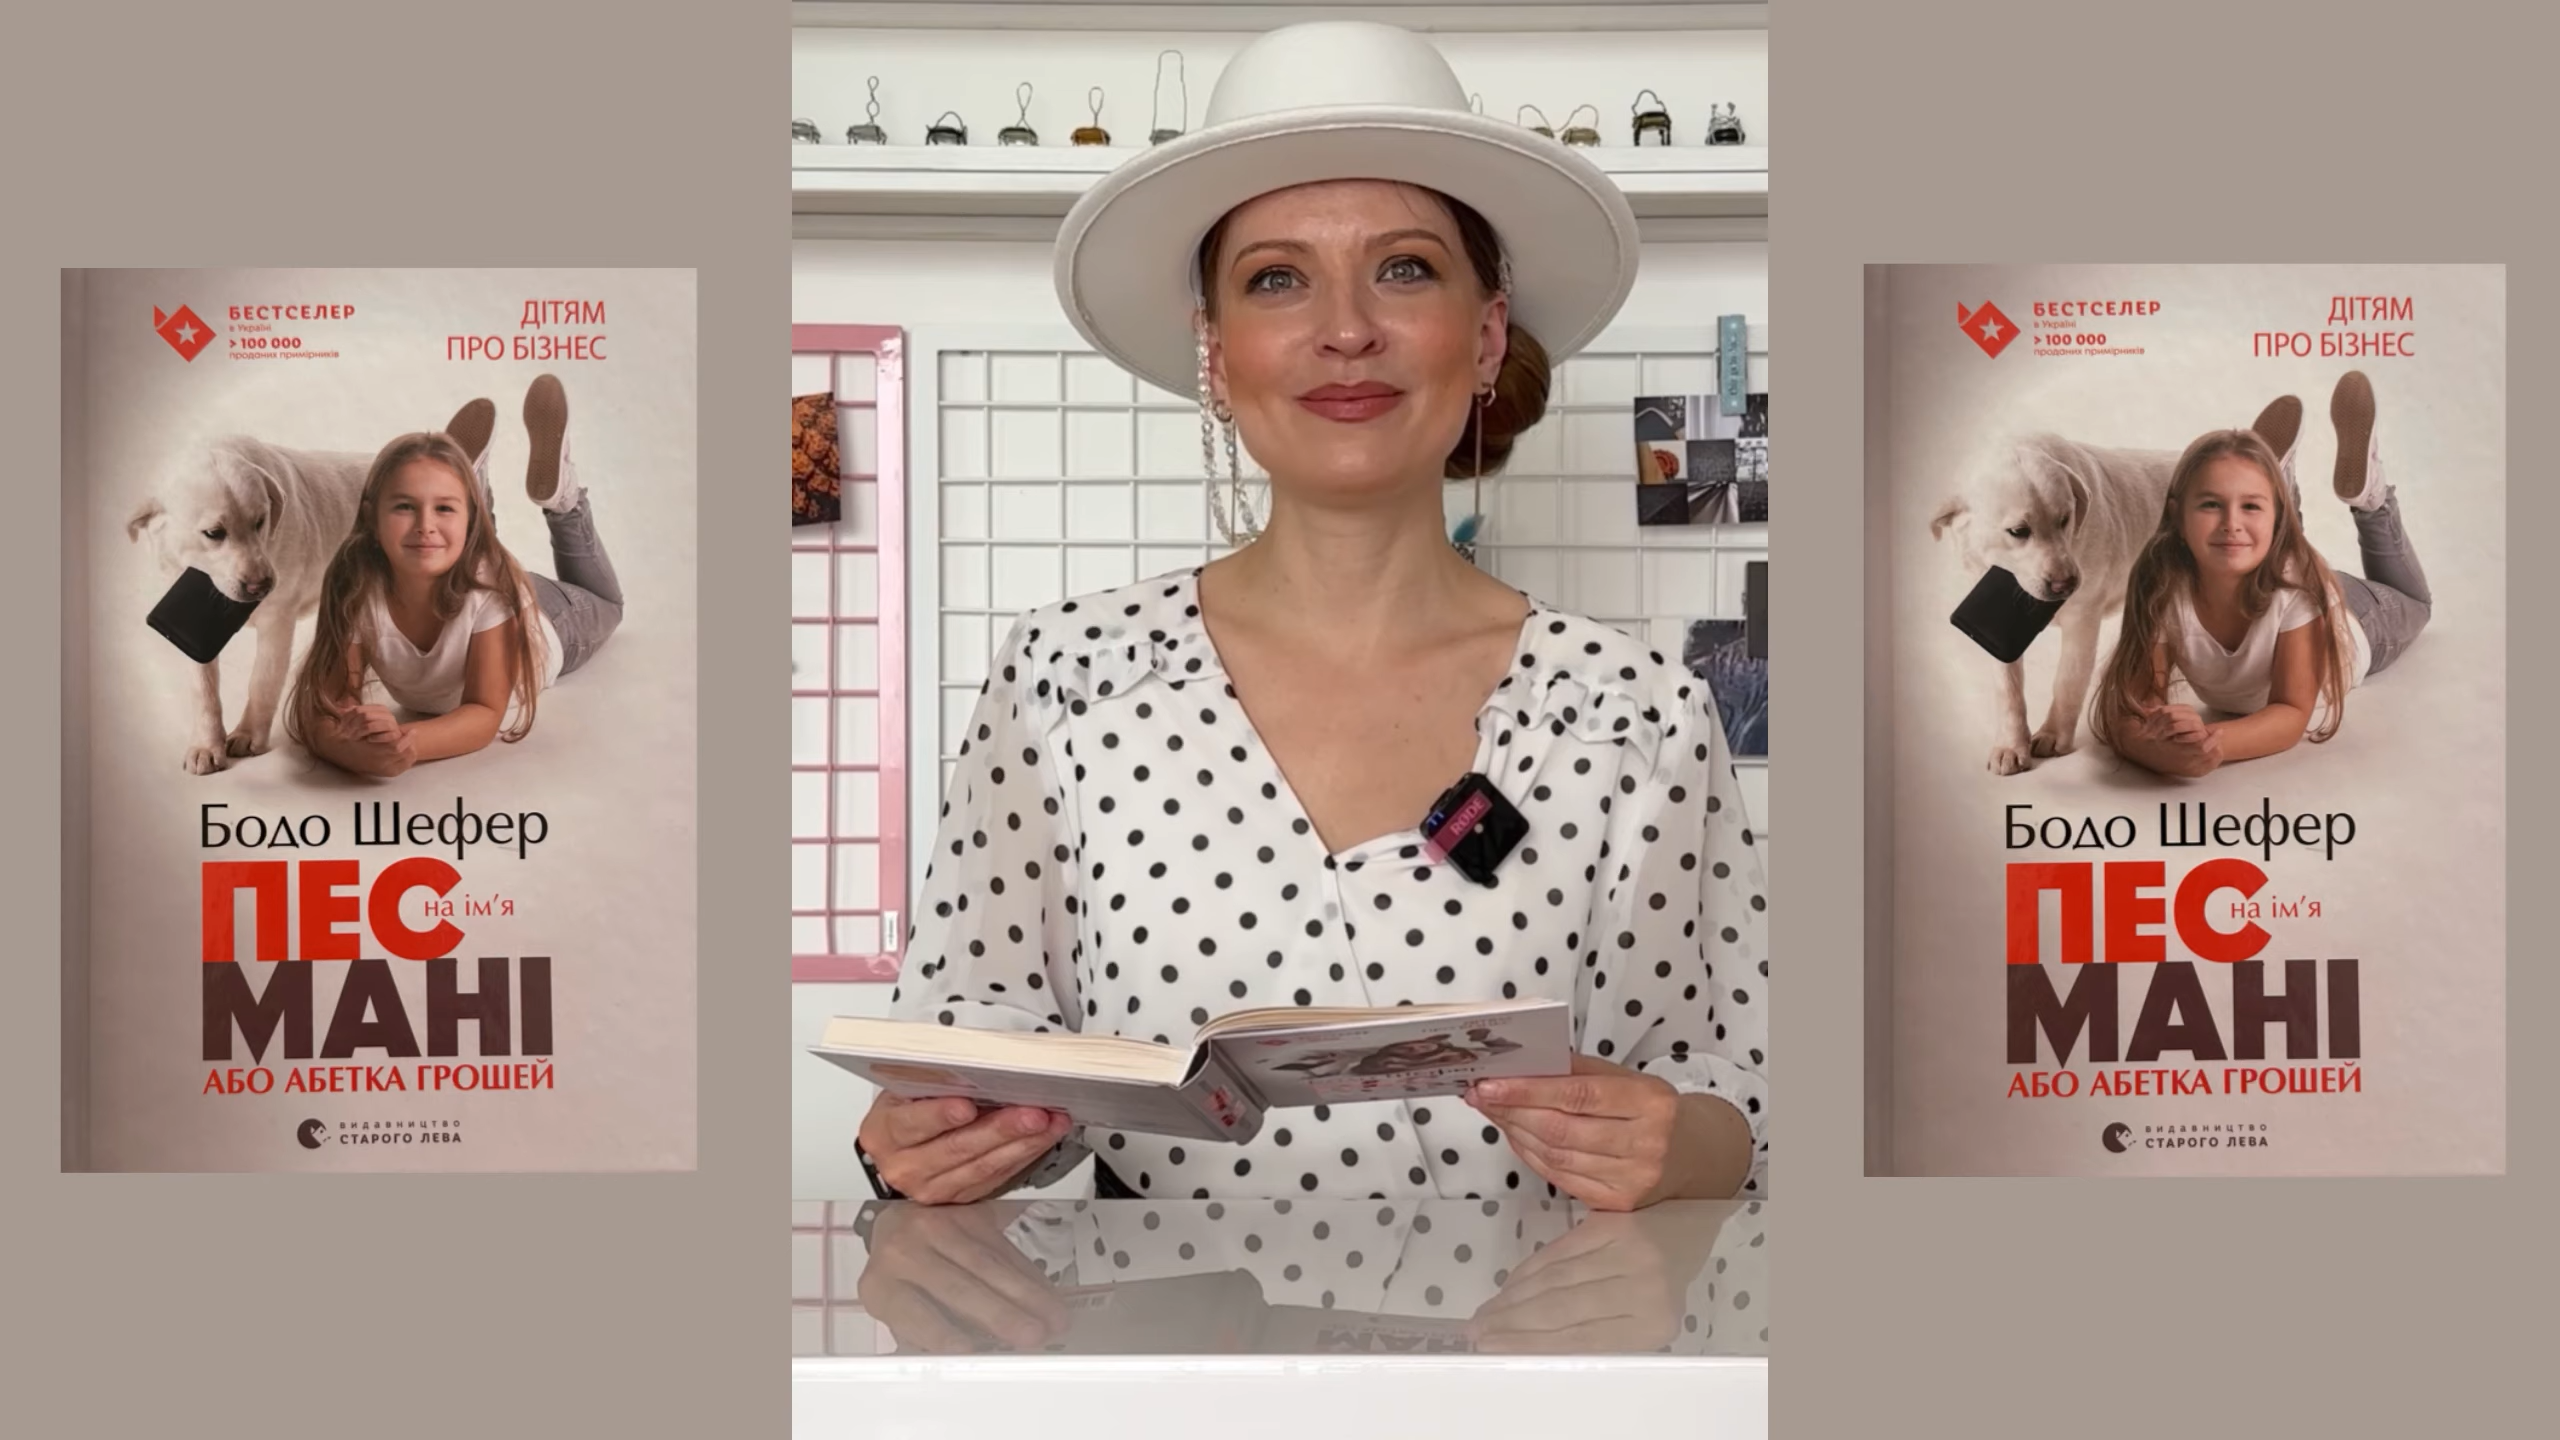 БЕСТСЕЛЕР
в Україні
> 100 000
проданих примірників
ДІТЯМ
ПРО БІЗНЕС
Бодо Шефер
ПЕС на ім'я
МАНІ
АБО АБЕТКА ГРОШЕЙ
ВИДАВНИЦТВО
СТАРОГО ЛЕВА
RØDE
БЕСТСЕЛЕР
в Україні
> 100 000
проданих примірників
ДІТЯМ
ПРО БІЗНЕС
Бодо Шефер
ПЕС на ім'я
МАНІ
АБО АБЕТКА ГРОШЕЙ
ВИДАВНИЦТВО
СТАРОГО ЛЕВА